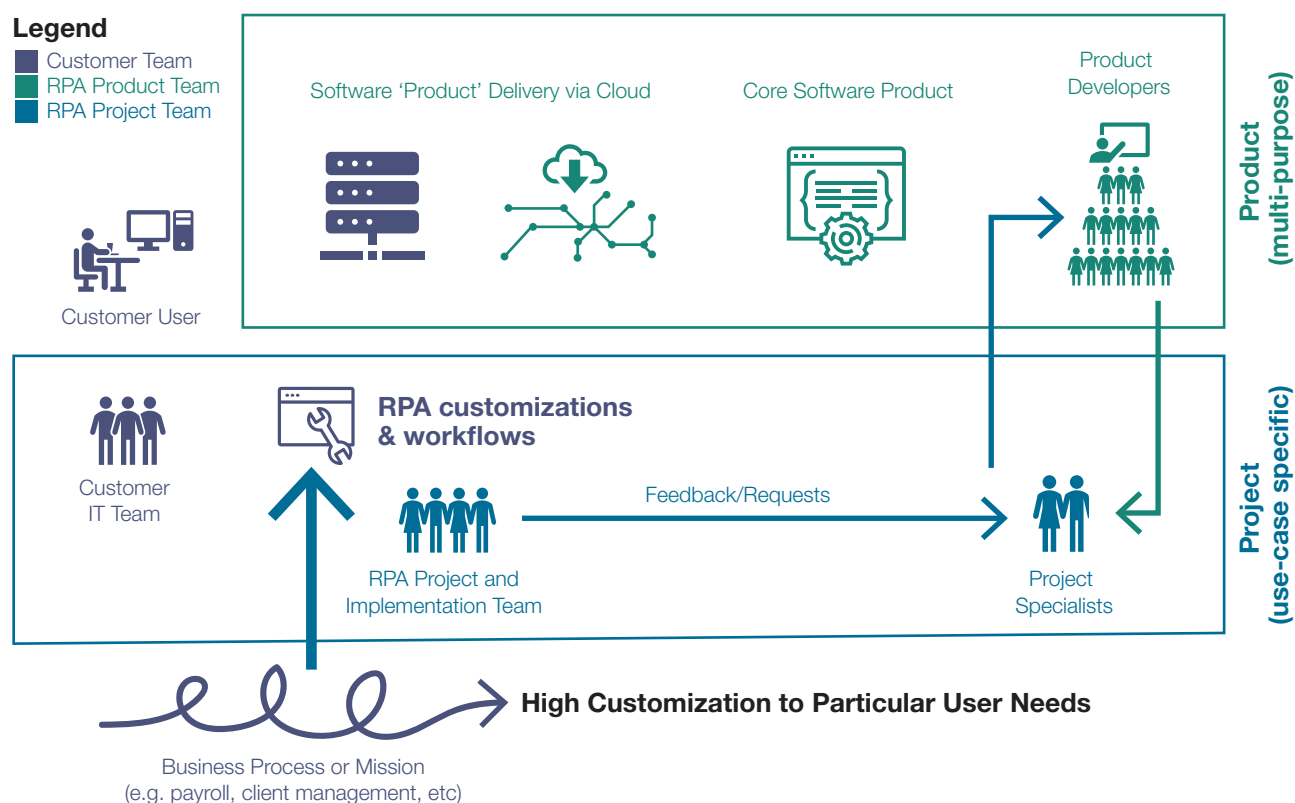 Legend
Customer Team
RPA Product Team
RPA Project Team
Software ‘Product’ Delivery via Cloud
Core Software Product
Product
Developers
Product
(multi-purpose)
Customer User
Customer
IT Team
RPA customizations
& workflows
RPA Project and
Implementation Team
Feedback/Requests
Project
Specialists
Project
(use-case specific)
High Customization to Particular User Needs
Business Process or Mission
(e.g. payroll, client management, etc)